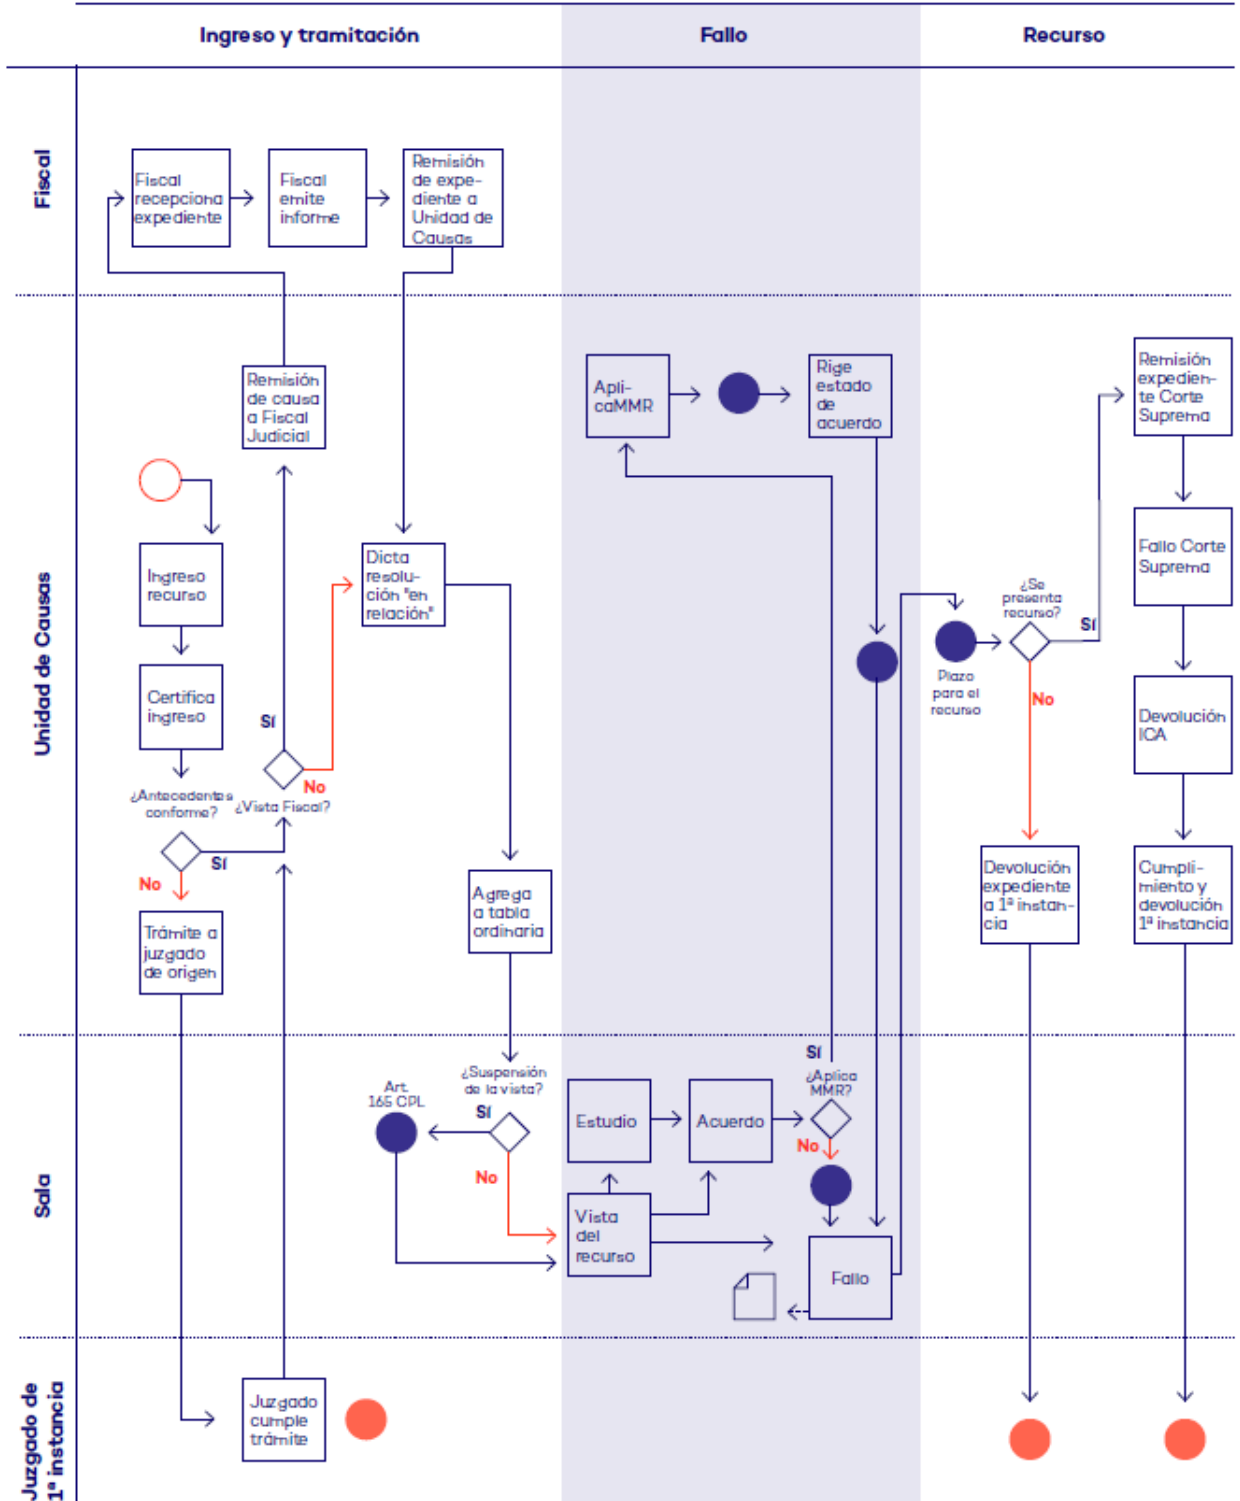 Ingreso y tramitación
Fallo
Recurso
Fiscal
Fiscal
recepciona
expediente
Fiscal
emite
informe
Remisión
de expe-
diente a
Unidad de
Causas
Unidad de Causas
Remisión
de causa
a Fiscal
Judicial
Ingreso
recurso
Certifica
ingreso
¿Antecedentes
conforme?
Sí
No
Trámite a
juzgado
de origen
¿Vista Fiscal?
Sí
No
Dicta
resolu-
ción "en
relación"
Agrega
a tabla
ordinaria
Apli-
caMMR
Rige
estado
de
acuerdo
Plazo
para el
recurso
¿Se
presenta
recurso?
Sí
No
Remisión
expedien-
te Corte
Suprema
Fallo Corte
Suprema
Devolución
ICA
Devolución
expediente
a 1ª instan-
cia
Cumpli-
miento y
devolución
1ª instancia
Sala
¿Suspensión
de la vista?
Sí
No
Art.
165 CPL
Estudio
Acuerdo
Sí
¿Aplica
MMR?
No
Vista
del
recurso
Fallo
Juzgado de
1ª instancia
Juzgado
cumple
trámite